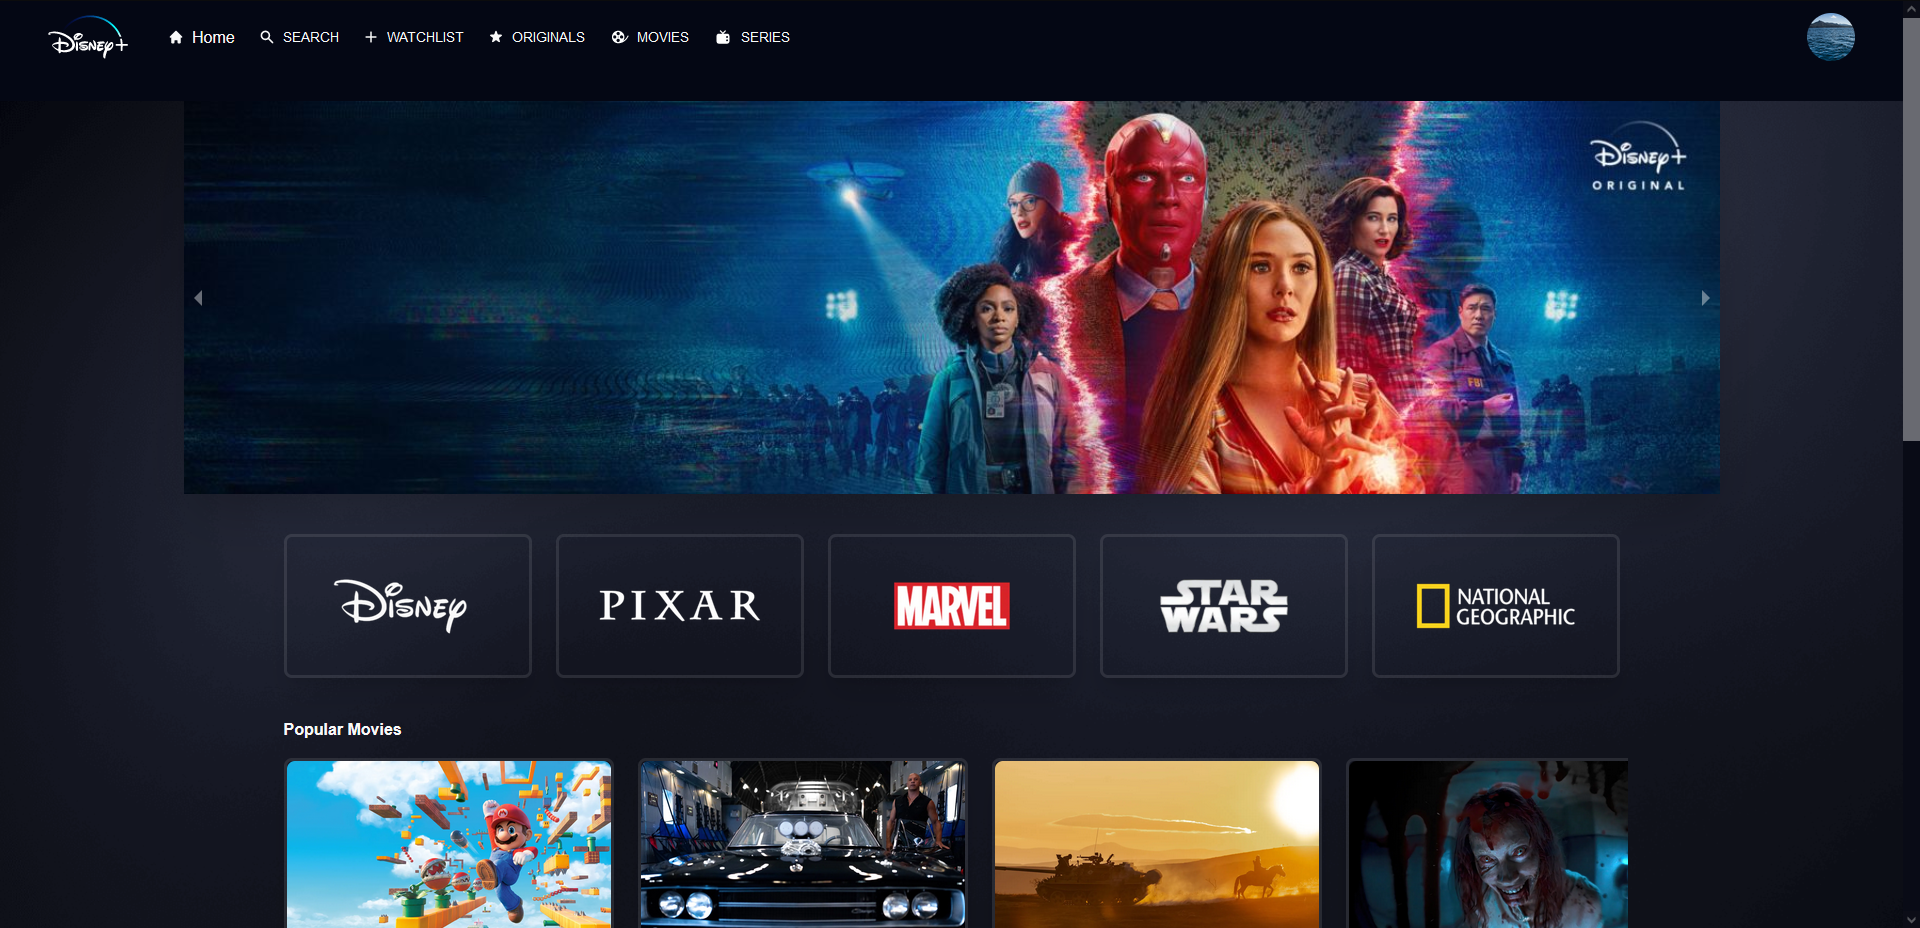 Disney+
Home
SEARCH
WATCHLIST
ORIGINALS
MOVIES
SERIES
Disney+
ORIGINAL
FBI
Disney
PIXAR
MARVEL
STAR
WARS
NATIONAL
GEOGRAPHIC
Popular Movies